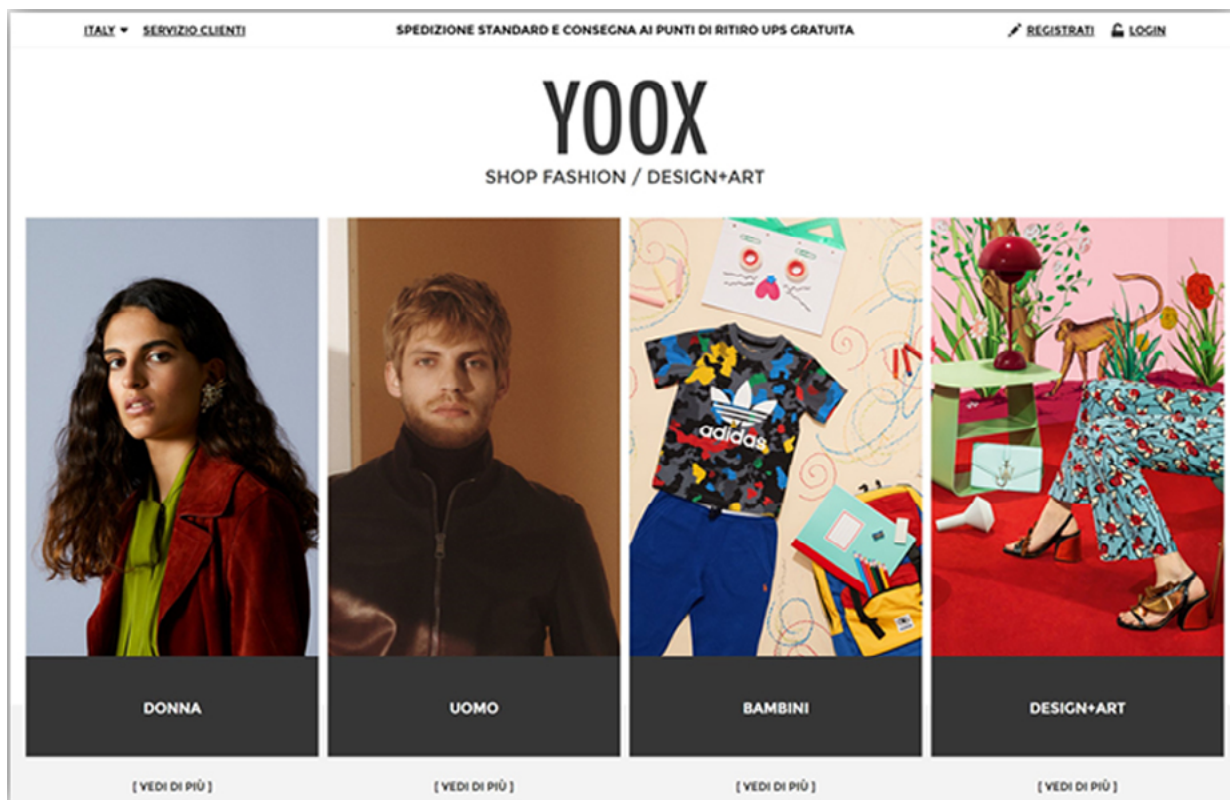 ITALY SERVIZIO CLIENTI SPEDIZIONE STANDARD E CONSEGNA AI PUNTI DI RITIRO UPS GRATUITA REGISTRATI LOGIN
YOOX
SHOP FASHION / DESIGN+ART
adidas
DONNA UOMO BAMBINI DESIGN+ART
[ VEDI DI PIÙ ] [ VEDI DI PIÙ ] [ VEDI DI PIÙ ] [ VEDI DI PIÙ ]